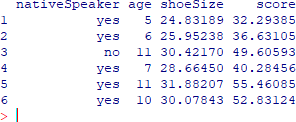 nativeSpeaker age shoeSize score
1 yes 5 24.83189 32.29385
2 yes 6 25.95238 36.63105
3 no 11 30.42170 49.60593
4 yes 7 28.66450 40.28456
5 yes 11 31.88207 55.46085
6 yes 10 30.07843 52.83124
>